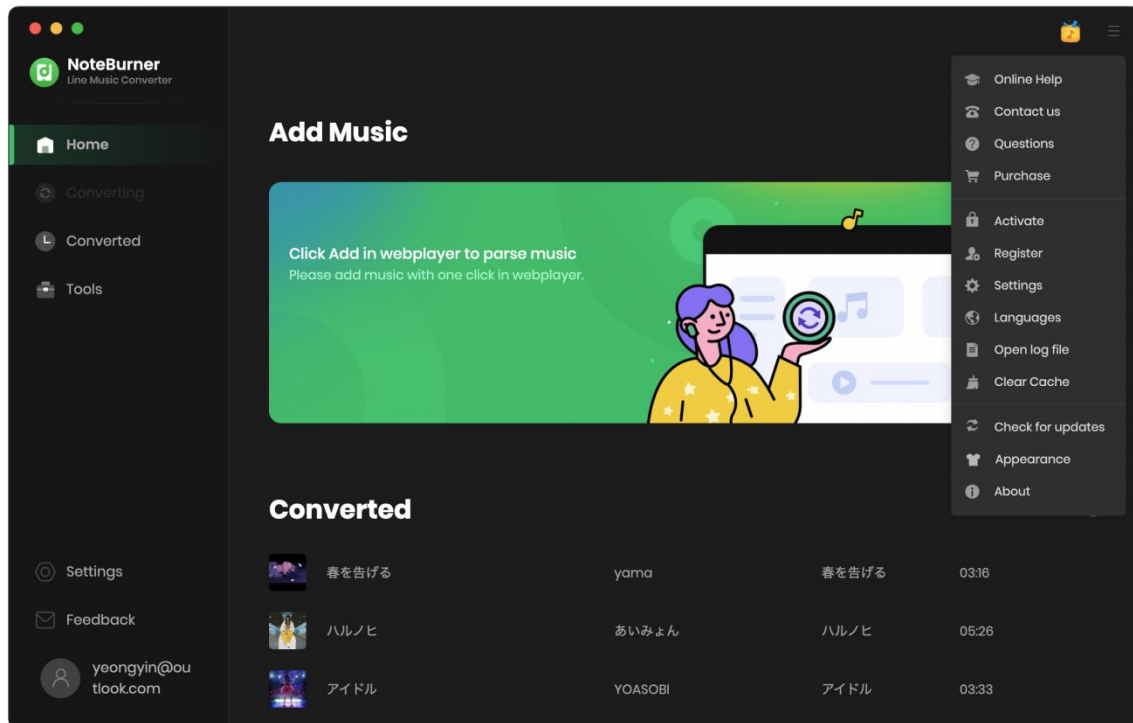 NoteBurner
Line Music Converter
Home
Converting
Converted
Tools
Settings
Feedback
yeongyin@ou
tlook.com
Add Music
Click Add in webplayer to parse music
Please add music with one click in webplayer.
Converted
春を告げる yama 春を告げる 03:16
ハルノヒ あいみょん ハルノヒ 05:26
アイドル YOASOBI アイドル 03:33
Online Help
Contact us
Questions
Purchase
Activate
Register
Settings
Languages
Open log file
Clear Cache
Check for updates
Appearance
About